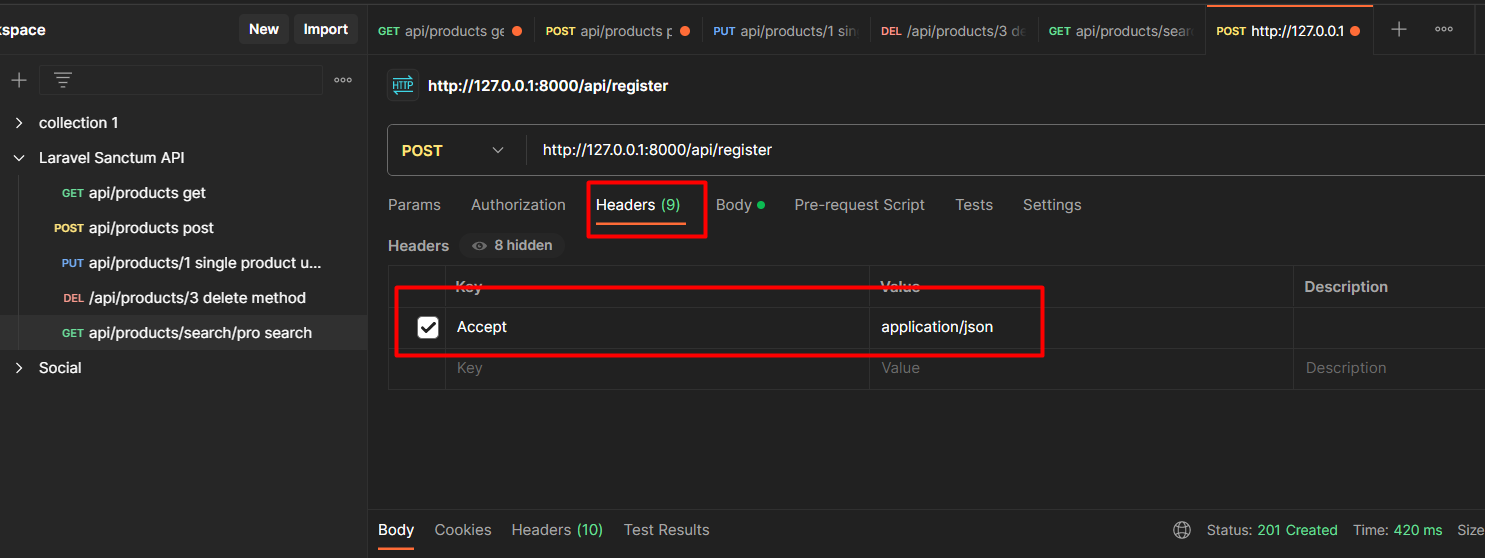 kspace
New
Import
GET api/products ge
POST api/products p
PUT api/products/1 sin
DEL /api/products/3 de
GET api/products/sear
POST http://127.0.0.1
HTTP
http://127.0.0.1:8000/api/register
collection 1
Laravel Sanctum API
GET api/products get
POST api/products post
PUT api/products/1 single product u...
DEL /api/products/3 delete method
GET api/products/search/pro search
Social
POST
http://127.0.0.1:8000/api/register
Params
Authorization
Headers (9)
Body
Pre-request Script
Tests
Settings
Headers
8 hidden
Key
Value
Description
Accept
application/json
Key
Value
Description
Body
Cookies
Headers (10)
Test Results
Status: 201 Created
Time: 420 ms
Size